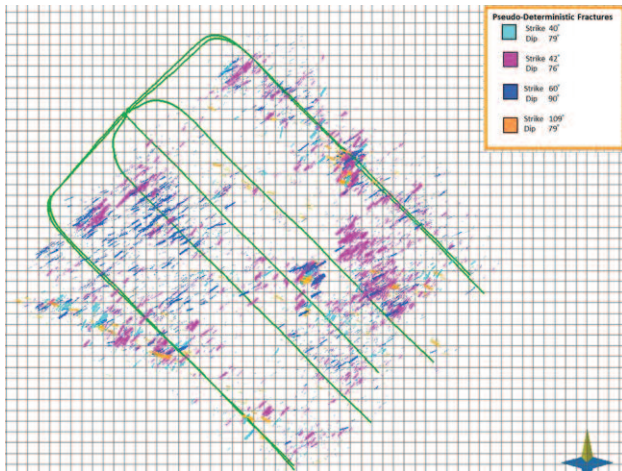 Pseudo-Deterministic Fractures
Strike 40°
Dip 79°
Strike 42°
Dip 76°
Strike 60°
Dip 90°
Strike 109°
Dip 79°